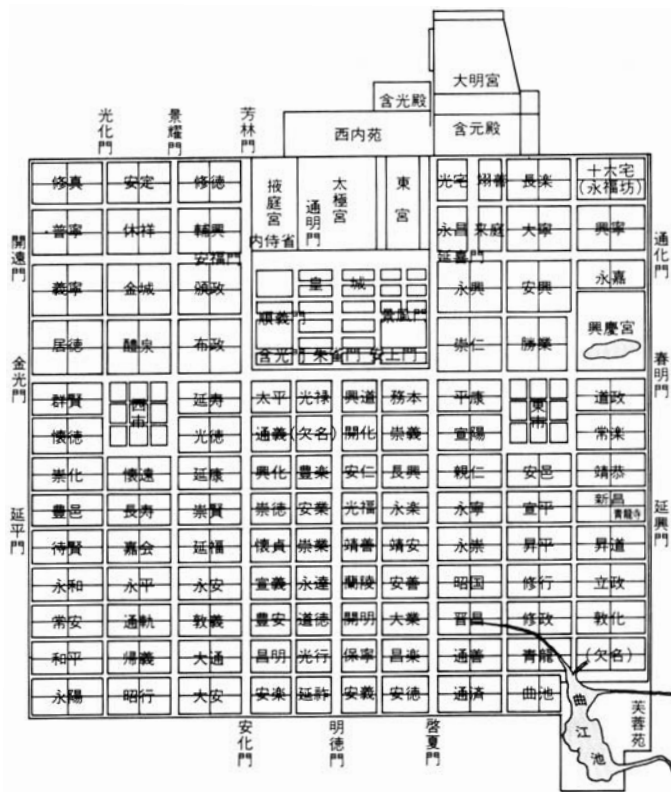 大明宮
含光殿
西内苑 含元殿
光化門 景耀門 芳林門
修真 安定 修徳 掖庭宮 太極宮 東宮 光宅 翊善 長楽 十六宅
(永福坊)
普寧 休祥 輔興 内侍省 通明門 永昌 来庭 大寧 興寧
開遠門 安福門 延喜門 通化門
義寧 金城 頒政 皇城 永興 安興 永嘉
順義門 景風門
居徳 醴泉 布政 崇仁 勝業 興慶宮
金光門 含光門 朱雀門 安上門 春明門
群賢 西市 延寿 太平 光禄 興道 務本 平康 東市 道政
懐徳 光徳 通義 (欠名) 開化 崇義 宣陽 常楽
崇化 懐遠 延康 興化 豊楽 安仁 長興 親仁 安邑 靖恭
延平門 豊邑 長寿 崇賢 崇徳 安業 光福 永楽 永寧 宣平 新昌 延興門
青龍寺
待賢 嘉会 延福 懐貞 崇業 靖善 靖安 永崇 昇平 昇道
永和 永平 永安 宣義 永達 蘭陵 安善 昭国 修行 立政
常安 通軌 敦義 豊安 道徳 開明 大業 晋昌 修政 敦化
和平 帰義 大通 昌明 光行 保寧 昌楽 通善 青龍 (欠名)
永陽 昭行 大安 安楽 延祚 安義 安徳 通済 曲池 曲江池 芙蓉苑
安化門 明徳門 啓夏門